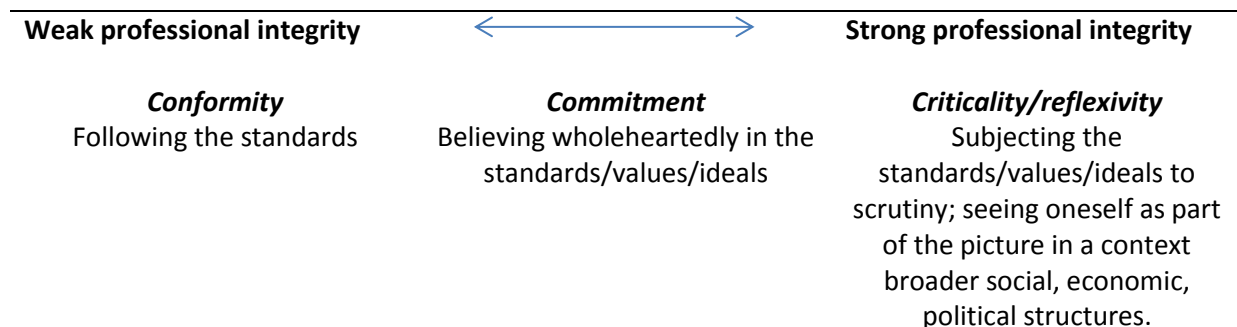 Weak professional integrity Strong professional integrity
Conformity Commitment Criticality/reflexivity
Following the standards Believing wholeheartedly in the Subjecting the
standards/values/ideals standards/values/ideals to
scrutiny; seeing oneself as part
of the picture in a context
broader social, economic,
political structures.